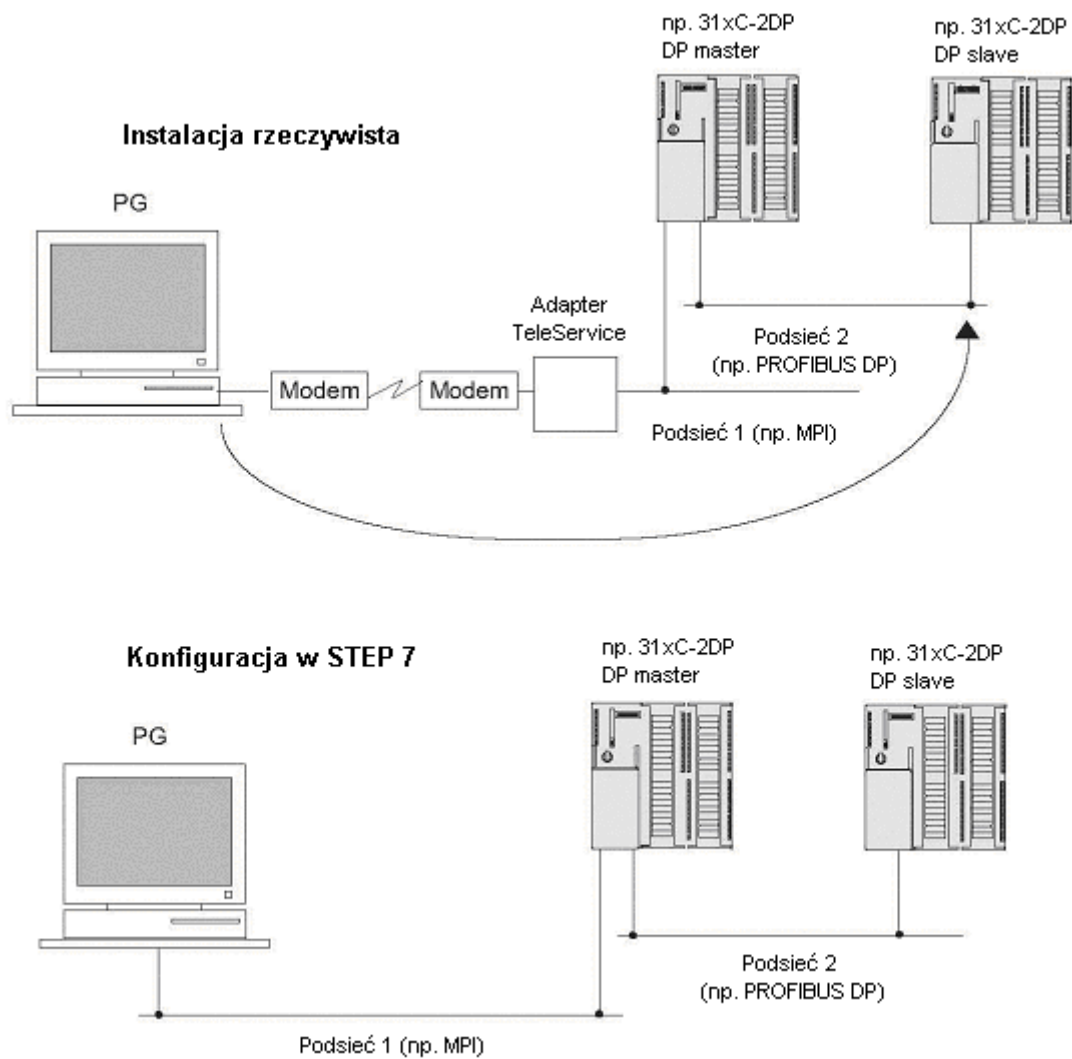 np. 31xC-2DP
DP master
np. 31xC-2DP
DP slave
Instalacja rzeczywista
PG
Adapter
TeleService
Modem
Modem
Podsieć 2
(np. PROFIBUS DP)
Podsieć 1 (np. MPI)
Konfiguracja w STEP 7
np. 31xC-2DP
DP master
np. 31xC-2DP
DP slave
PG
Podsieć 2
(np. PROFIBUS DP)
Podsieć 1 (np. MPI)